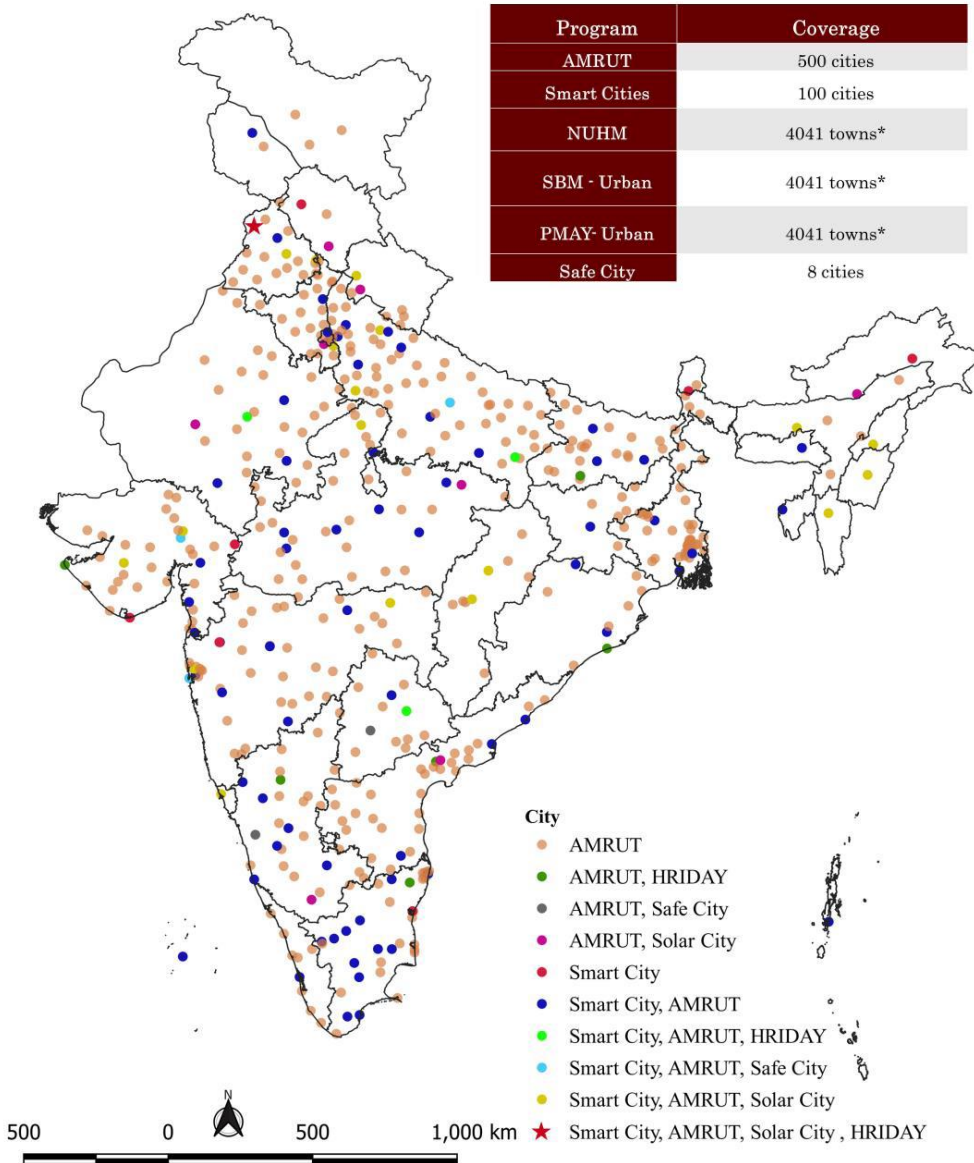 Program Coverage
AMRUT 500 cities
Smart Cities 100 cities
NUHM 4041 towns*
SBM - Urban 4041 towns*
PMAY- Urban 4041 towns*
Safe City 8 cities
City
AMRUT
AMRUT, HRIDAY
AMRUT, Safe City
AMRUT, Solar City
Smart City
Smart City, AMRUT
Smart City, AMRUT, HRIDAY
Smart City, AMRUT, Safe City
Smart City, AMRUT, Solar City
Smart City, AMRUT, Solar City , HRIDAY
N
500 0 500 1,000 km